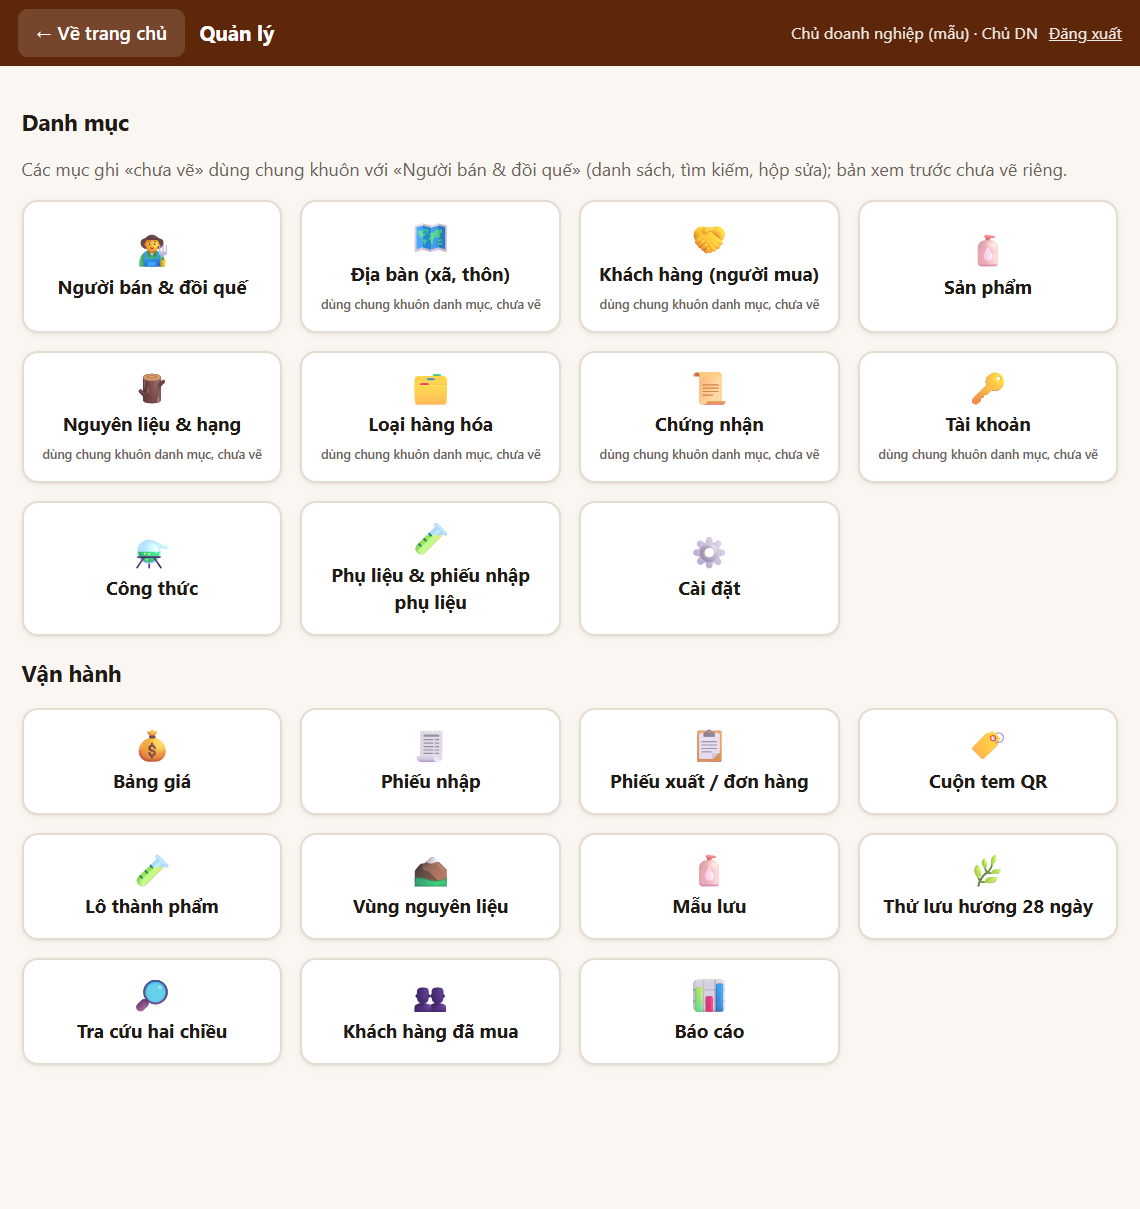 ← Về trang chủ
Quản lý
Chủ doanh nghiệp (mẫu) · Chủ DN Đăng xuất
Danh mục
Các mục ghi «chưa vẽ» dùng chung khuôn với «Người bán & đồi quế» (danh sách, tìm kiếm, hộp sửa); bản xem trước chưa vẽ riêng.
Người bán & đồi quế
Địa bàn (xã, thôn)
dùng chung khuôn danh mục, chưa vẽ
Khách hàng (người mua)
dùng chung khuôn danh mục, chưa vẽ
Sản phẩm
Nguyên liệu & hạng
dùng chung khuôn danh mục, chưa vẽ
Loại hàng hóa
dùng chung khuôn danh mục, chưa vẽ
Chứng nhận
dùng chung khuôn danh mục, chưa vẽ
Tài khoản
dùng chung khuôn danh mục, chưa vẽ
Công thức
Phụ liệu & phiếu nhập
phụ liệu
Cài đặt
Vận hành
Bảng giá
Phiếu nhập
Phiếu xuất / đơn hàng
Cuộn tem QR
Lô thành phẩm
Vùng nguyên liệu
Mẫu lưu
Thử lưu hương 28 ngày
Tra cứu hai chiều
Khách hàng đã mua
Báo cáo